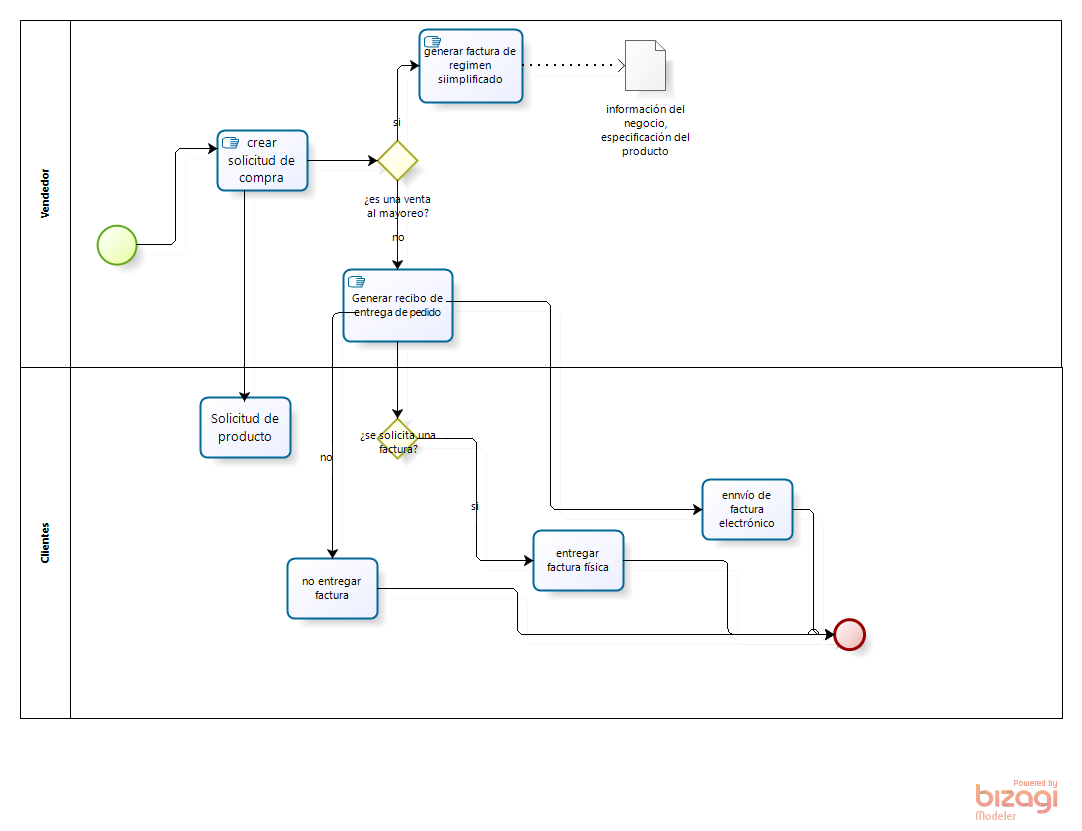 Vendedor
generar factura de
regimen
siimplificado
información del
negocio,
especificación del
producto
si
crear
solicitud de
compra
¿es una venta
al mayoreo?
no
Generar recibo de
entrega de pedido
Clientes
Solicitud de
producto
¿se solicita una
factura?
no
si
ennvío de
factura
electrónico
entregar
factura física
no entregar
factura
Powered by
bizagi
Modeler